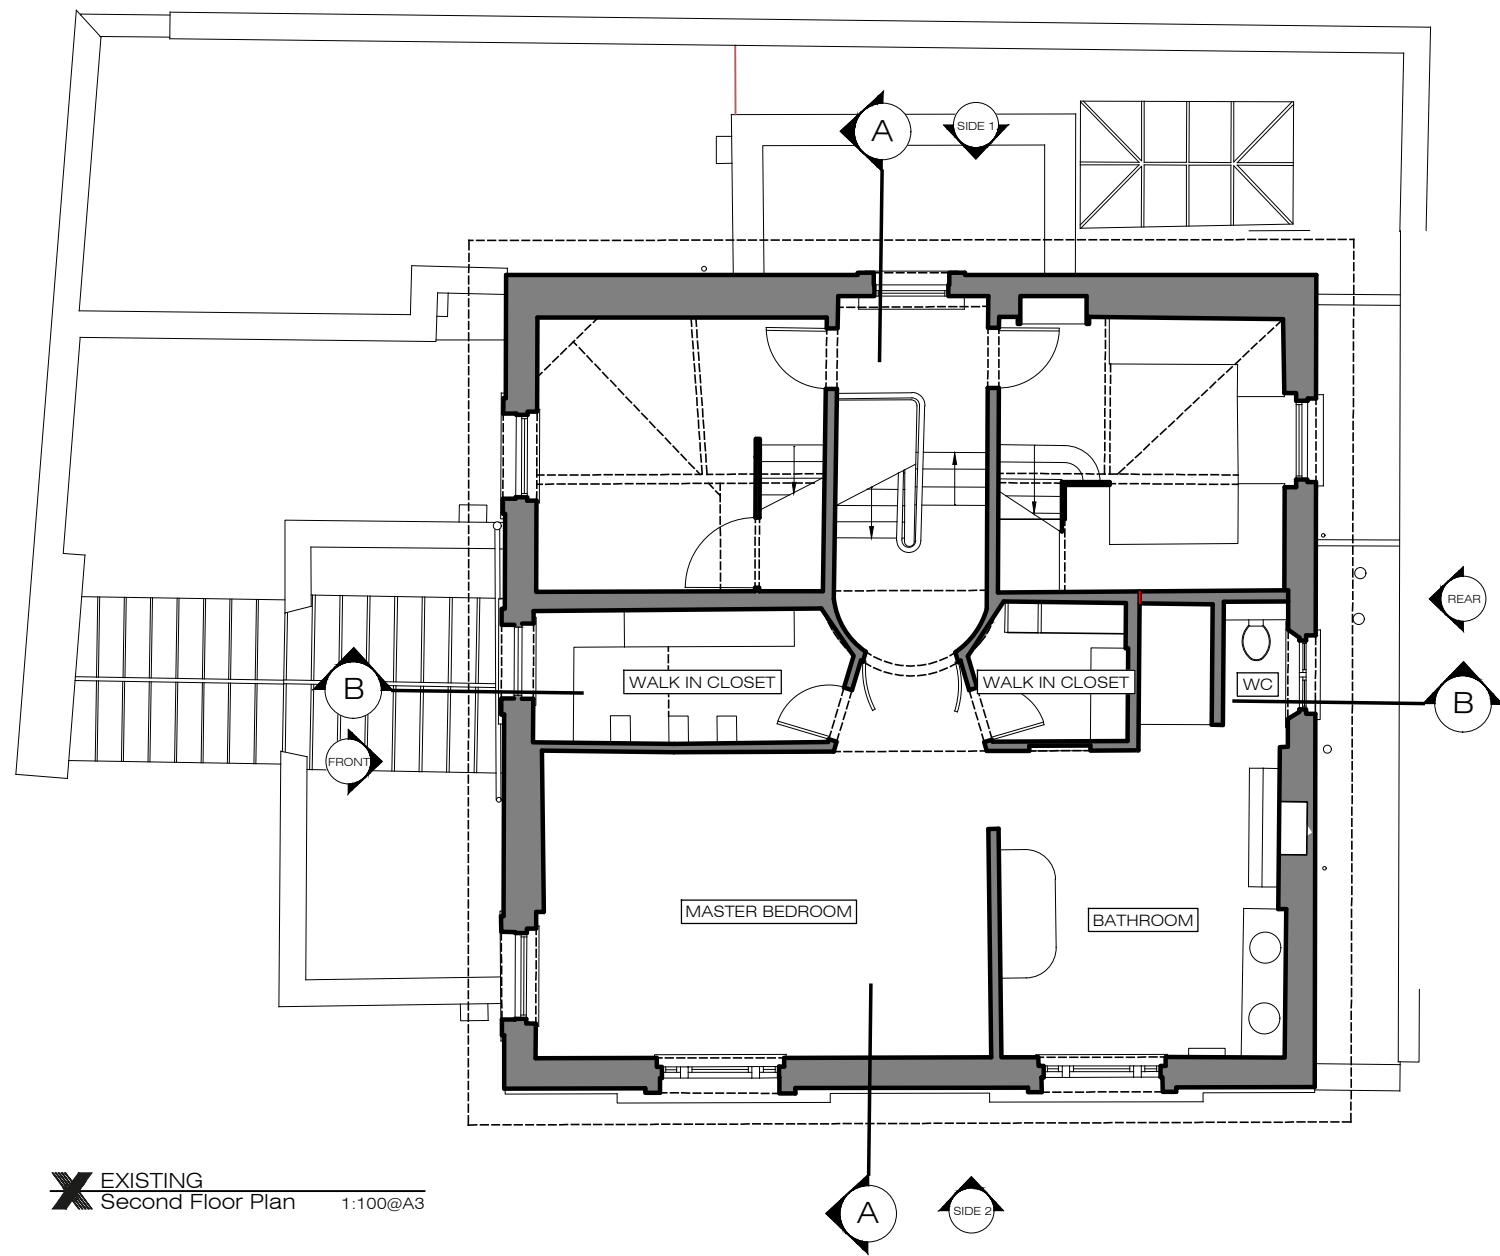 A
SIDE 1
REAR
WALK IN CLOSET
WALK IN CLOSET
WC
B
B
FRONT
MASTER BEDROOM
BATHROOM
EXISTING
Second Floor Plan
1:100@A3
A
SIDE 2